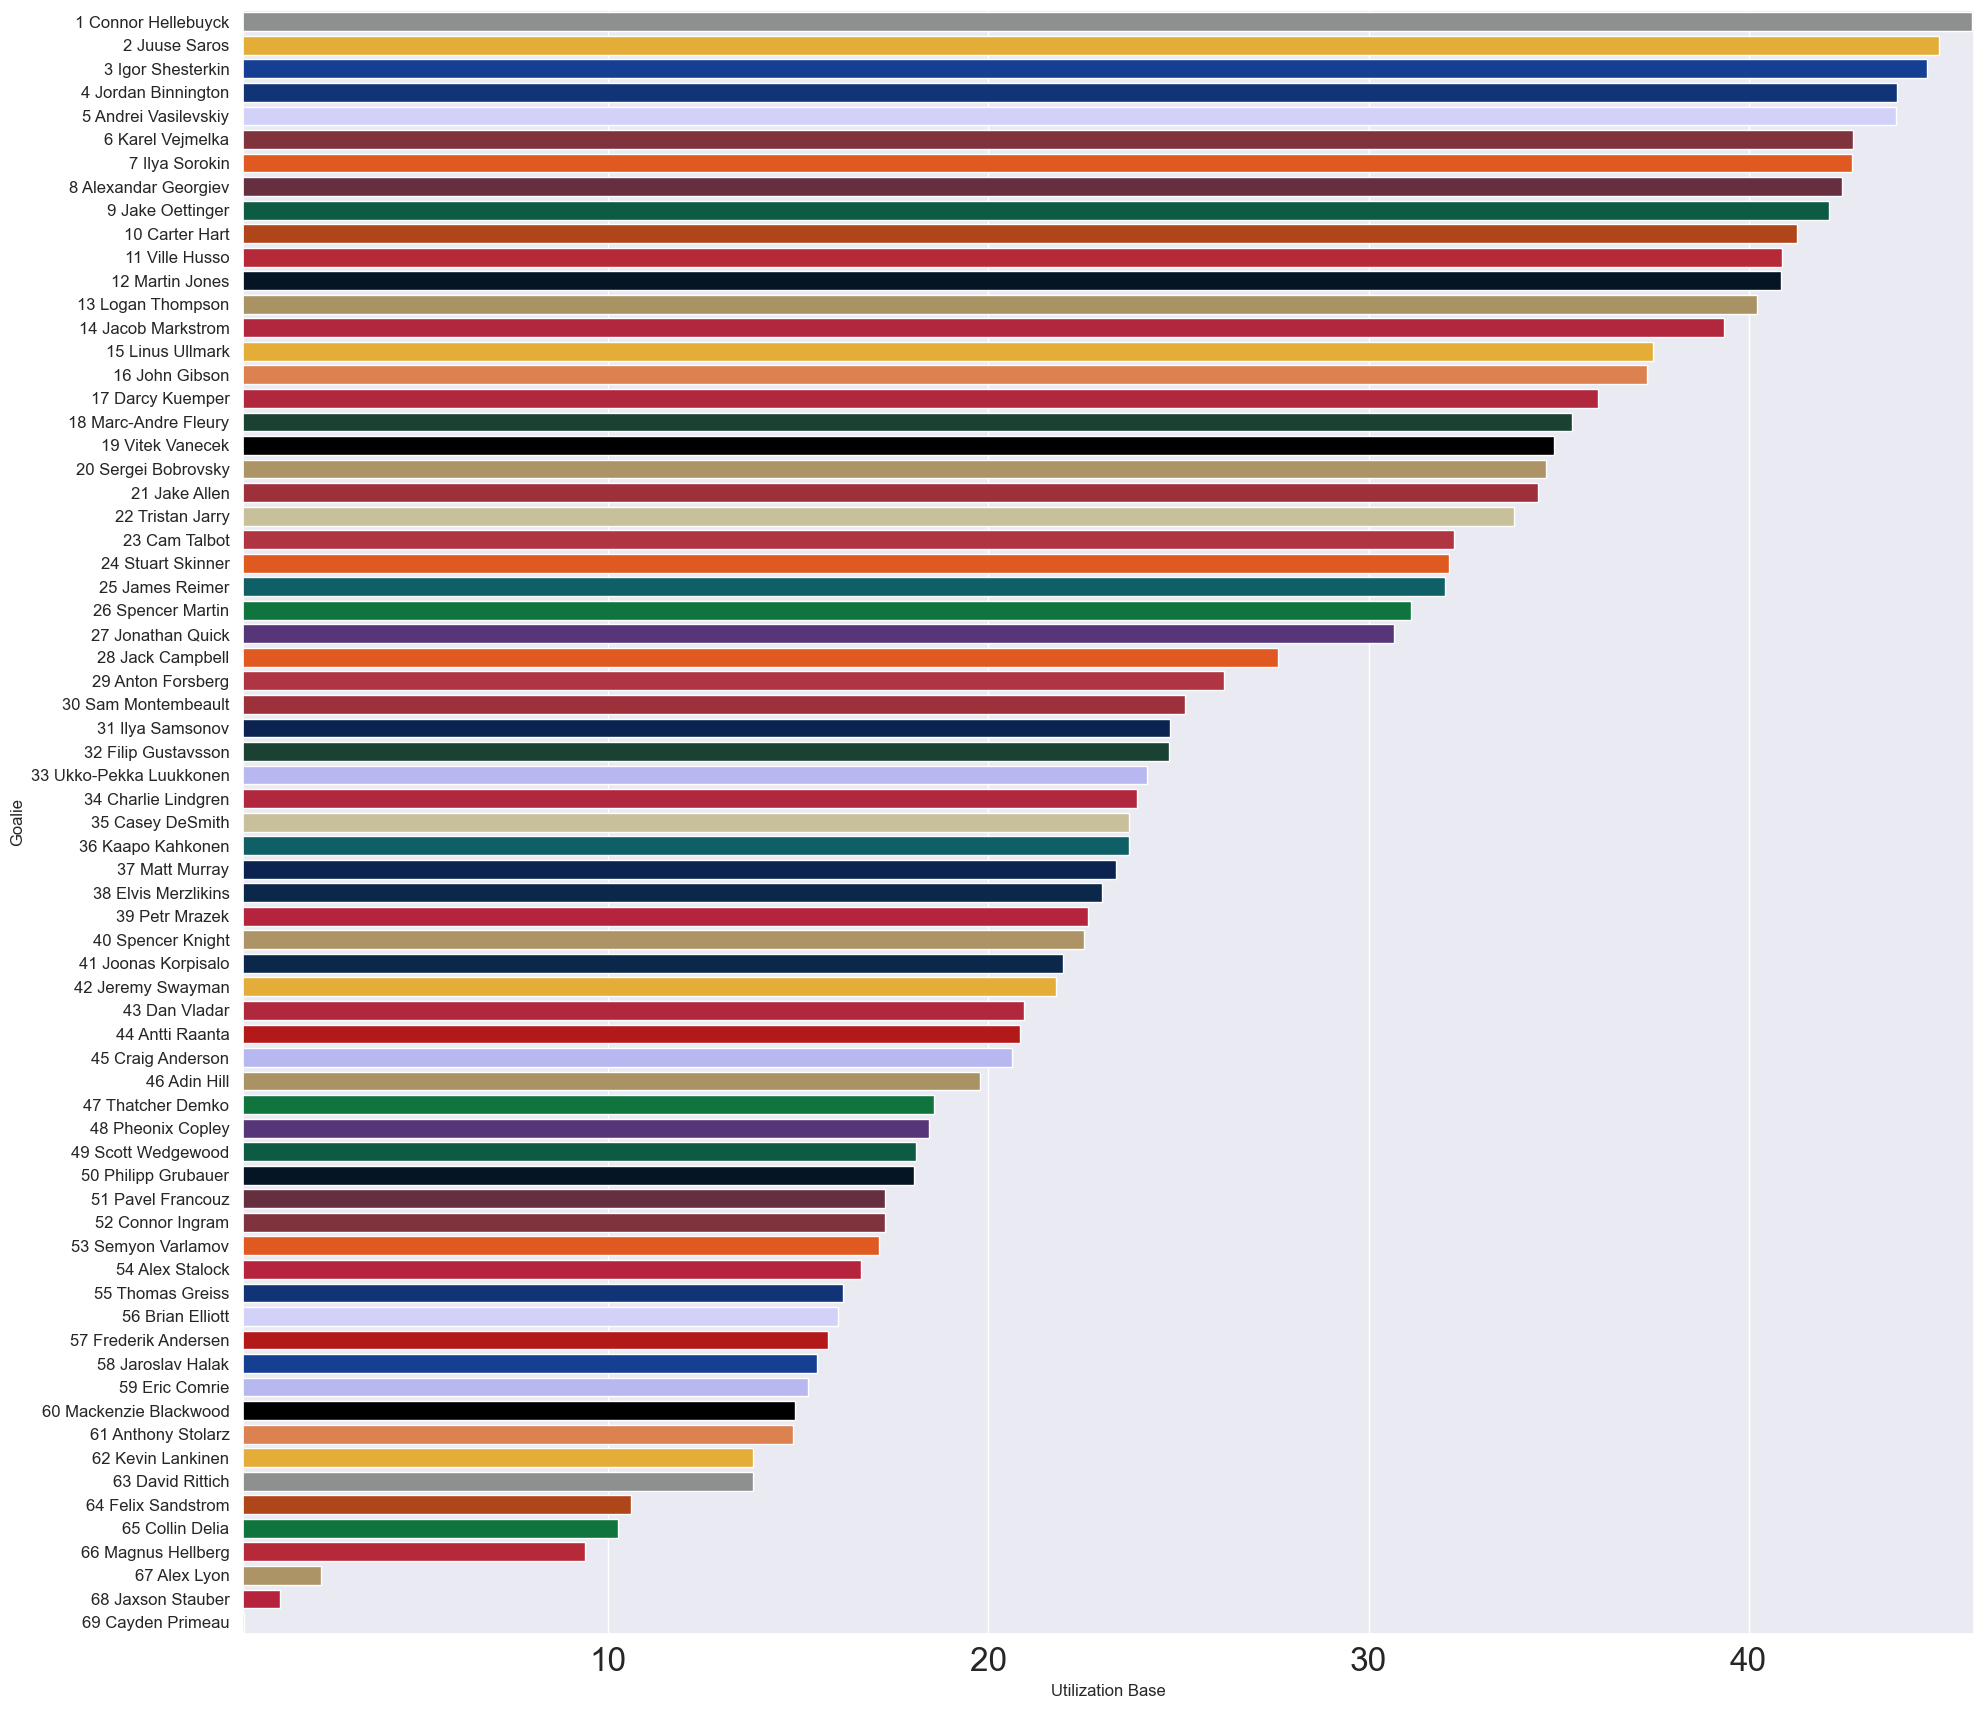 1 Connor Hellebuyck
2 Juuse Saros
3 Igor Shesterkin
4 Jordan Binnington
5 Andrei Vasilevskiy
6 Karel Vejmelka
7 Ilya Sorokin
8 Alexandar Georgiev
9 Jake Oettinger
10 Carter Hart
11 Ville Husso
12 Martin Jones
13 Logan Thompson
14 Jacob Markstrom
15 Linus Ullmark
16 John Gibson
17 Darcy Kuemper
18 Marc-Andre Fleury
19 Vitek Vanecek
20 Sergei Bobrovsky
21 Jake Allen
22 Tristan Jarry
23 Cam Talbot
24 Stuart Skinner
25 James Reimer
26 Spencer Martin
27 Jonathan Quick
28 Jack Campbell
29 Anton Forsberg
30 Sam Montembeault
31 Ilya Samsonov
32 Filip Gustavsson
33 Ukko-Pekka Luukkonen
34 Charlie Lindgren
35 Casey DeSmith
36 Kaapo Kahkonen
37 Matt Murray
38 Elvis Merzlikins
39 Petr Mrazek
40 Spencer Knight
41 Joonas Korpisalo
42 Jeremy Swayman
43 Dan Vladar
44 Antti Raanta
45 Craig Anderson
46 Adin Hill
47 Thatcher Demko
48 Pheonix Copley
49 Scott Wedgewood
50 Philipp Grubauer
51 Pavel Francouz
52 Connor Ingram
53 Semyon Varlamov
54 Alex Stalock
55 Thomas Greiss
56 Brian Elliott
57 Frederik Andersen
58 Jaroslav Halak
59 Eric Comrie
60 Mackenzie Blackwood
61 Anthony Stolarz
62 Kevin Lankinen
63 David Rittich
64 Felix Sandstrom
65 Collin Delia
66 Magnus Hellberg
67 Alex Lyon
68 Jaxson Stauber
69 Cayden Primeau
Goalie
10 20 30 40
Utilization Base